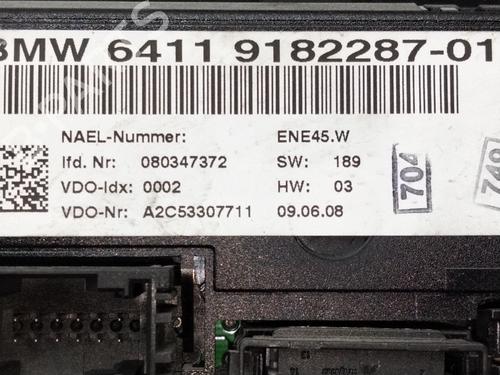 BMW 6411 9182287-01
NAEL-Nummer: ENE45.W
lfd. Nr: 080347372 SW: 189
VDO-Idx: 0002 HW: 03
VDO-Nr: A2C53307711 09.06.08
704
740